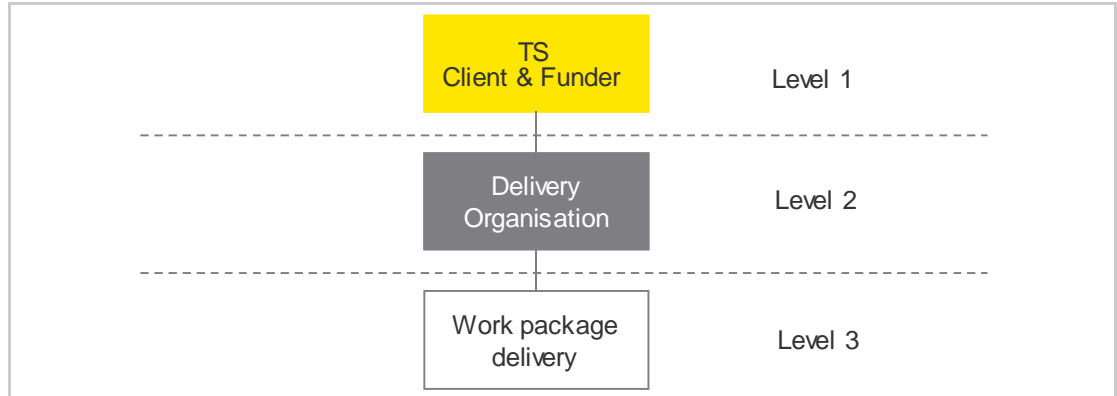 TS
Client & Funder
Level 1
Delivery
Organisation
Level 2
Work package
delivery
Level 3